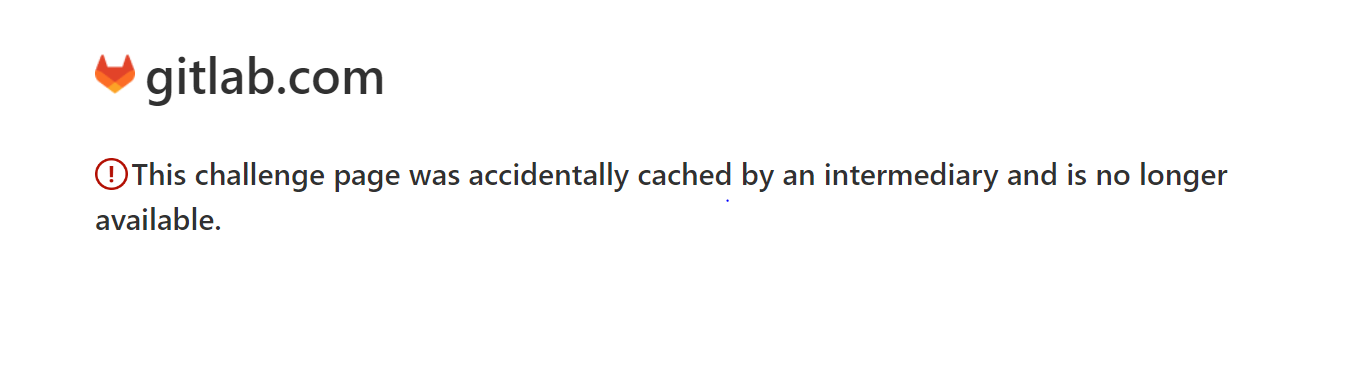 gitlab.com
This challenge page was accidentally cached by an intermediary and is no longer
available.